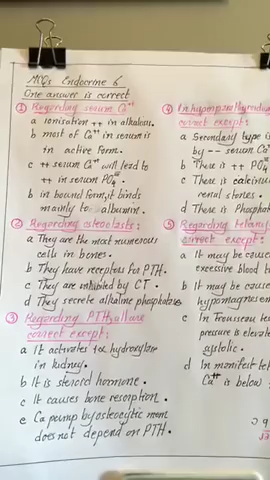 MCQs Endocrine 6
One answer is correct
① Regarding serum Ca++
a Ionisation ++ in alkalosis.
b most of Ca++ in serum is
in active form.
c ++ serum Ca++ will lead to
++ in serum PO4.
b in bound form, it binds
mainly to albumin.
② Regarding osteoclasts:
a They are the most numerous
cells in bones.
b They have receptors for PTH.
c They are inhibited by CT.
d They secrete alkaline phosphatase
③ Regarding PTH, all are
correct except:
a It activates 1α hydroxylase
in kidney.
b It is steroid hormone.
c It causes bone resorption.
e Ca pump by osteocytic mem
does not depend on PTH.
④ In hyperparathyroidi
correct except:
a Secondary type i
by -- serum Ca
b There is ++ PO4
c There is calcinu
renal stones.
d There is Phospha
⑤ Regarding tetany
correct except:
a It may be cause
excessive blood t
b It may be cause
hypomagnesem
c In Trousseau te
pressure is elevate
systolic.
d In manifest tet
Ca++ is below